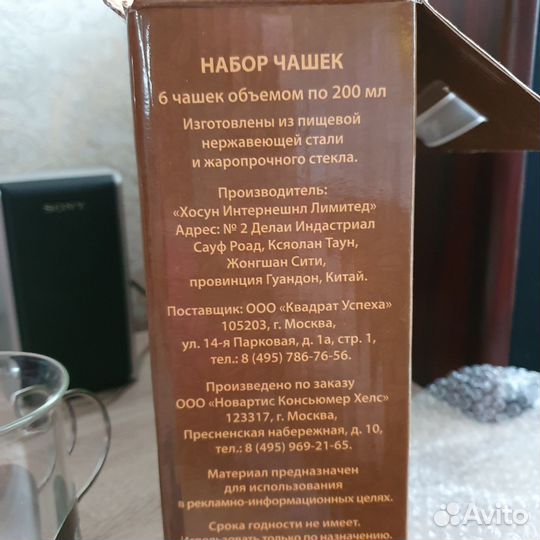 НАБОР ЧАШЕК
6 чашек объемом по 200 мл
Изготовлены из пищевой
нержавеющей стали
и жаропрочного стекла.
Производитель:
«Хосун Интернешнл Лимитед»
Адрес: № 2 Делаи Индастриал
Сауф Роад, Ксяолан Таун,
Жонгшан Сити,
провинция Гуандон, Китай.
Поставщик: ООО «Квадрат Успеха»
105203, г. Москва,
ул. 14-я Парковая, д. 1а, стр. 1,
тел.: 8 (495) 786-76-56.
Произведено по заказу
ООО «Новартис Консьюмер Хелс»
123317, г. Москва,
Пресненская набережная, д. 10,
тел.: 8 (495) 969-21-65.
Материал предназначен
для использования
в рекламно-информационных целях.
Срока годности не имеет.
Использовать только по назначению.
SONY
Avito